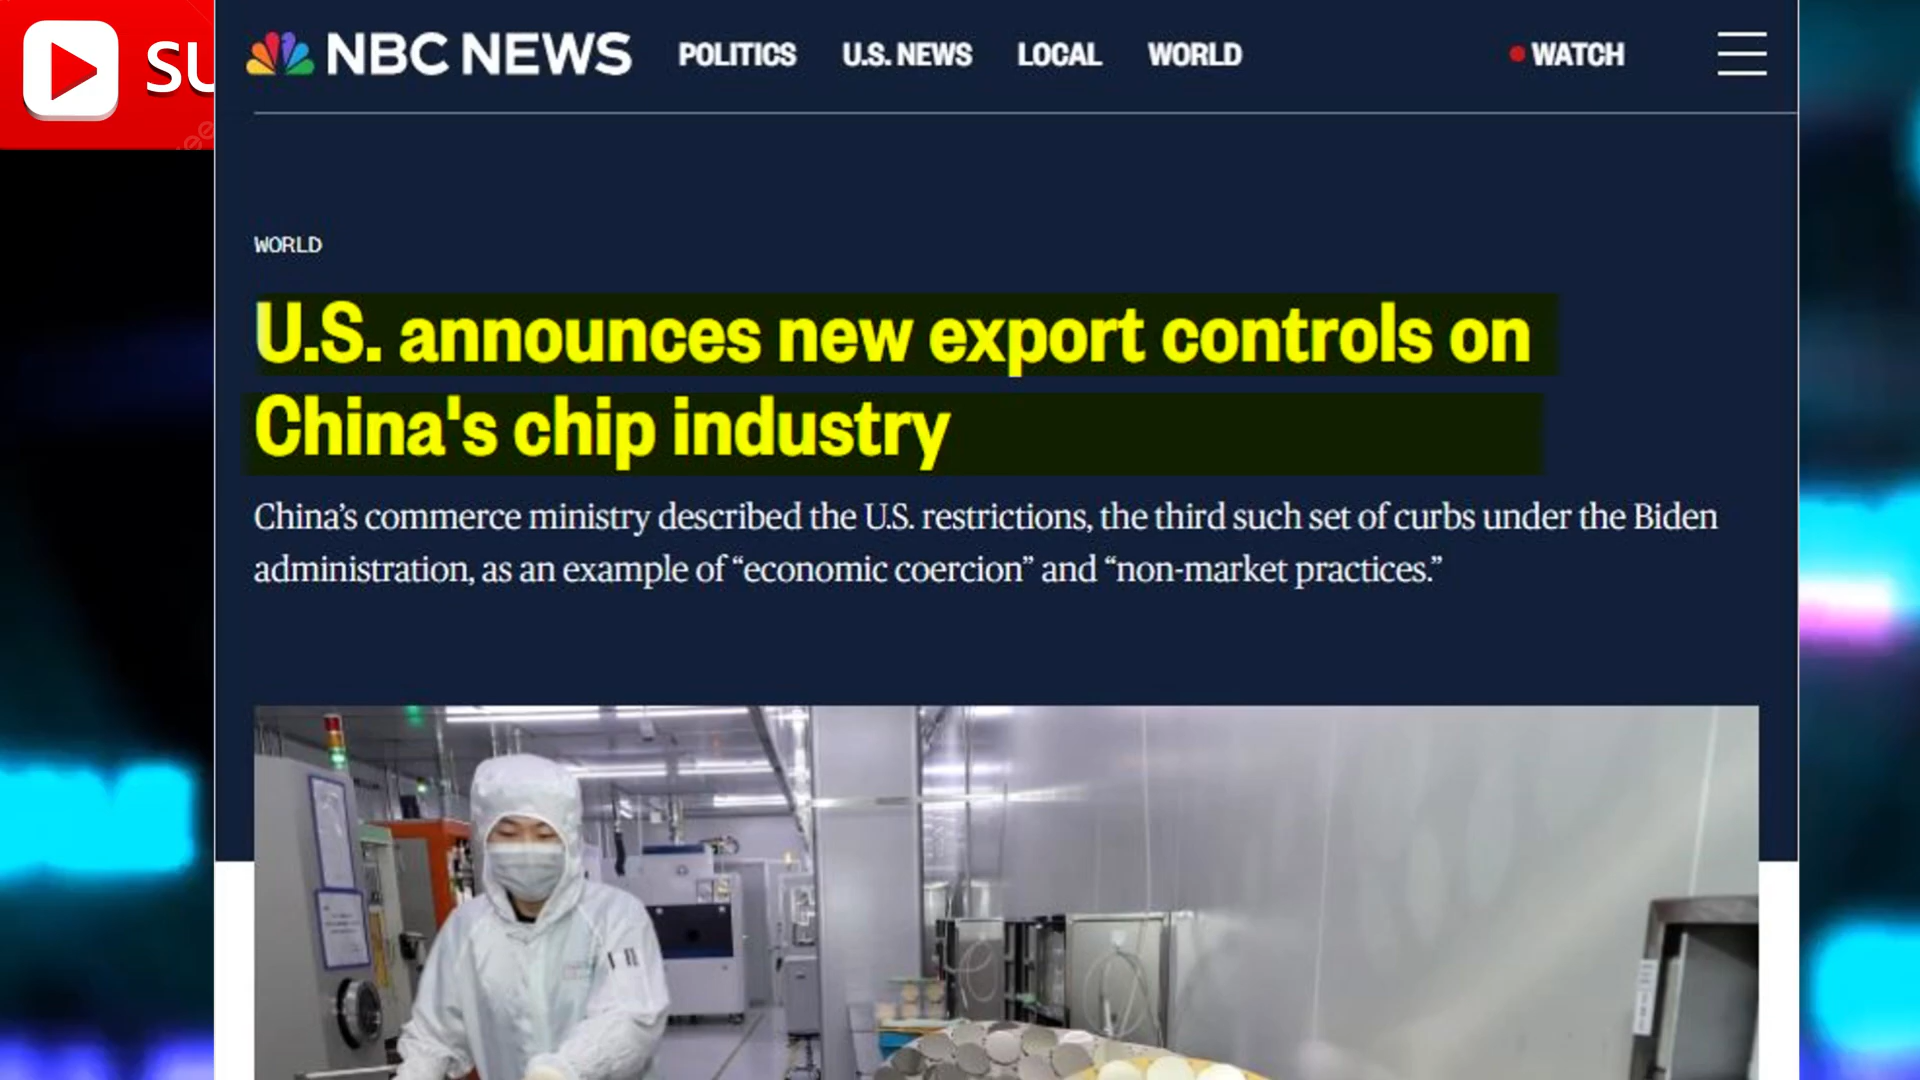 SU
NBC NEWS POLITICS U.S. NEWS LOCAL WORLD WATCH
WORLD
U.S. announces new export controls on
China's chip industry
China’s commerce ministry described the U.S. restrictions, the third such set of curbs under the Biden
administration, as an example of “economic coercion” and “non-market practices.”